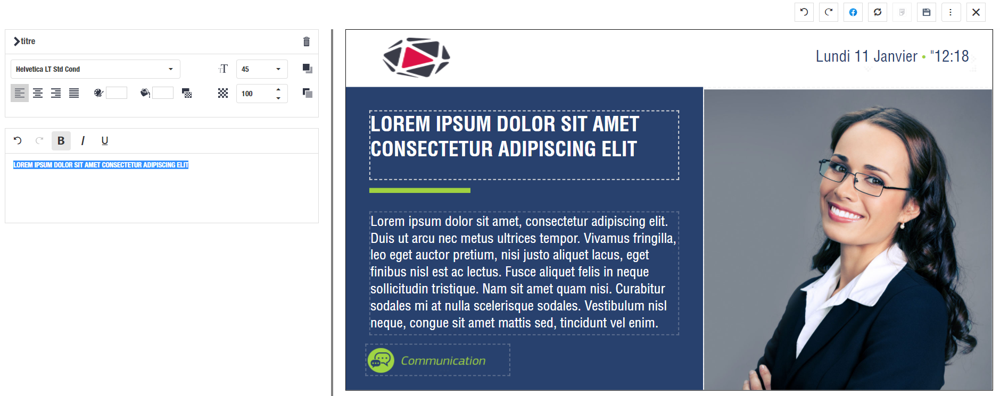 titre
Helvetica LT Std Cond
TT
45
100
B I U
LOREM IPSUM DOLOR SIT AMET CONSECTETUR ADIPISCING ELIT
Lundi 11 Janvier • "12:18
LOREM IPSUM DOLOR SIT AMET
CONSECTETUR ADIPISCING ELIT
Lorem ipsum dolor sit amet, consectetur adipiscing elit.
Duis ut arcu nec metus ultrices tempor. Vivamus fringilla,
leo eget auctor pretium, nisi justo aliquet lacus, eget
finibus nisl est ac lectus. Fusce aliquet felis in neque
sollicitudin tristique. Nam sit amet quam nisi. Curabitur
sodales mi at nulla scelerisque sodales. Vestibulum nisl
neque, congue sit amet mattis sed, tincidunt vel enim.
Communication